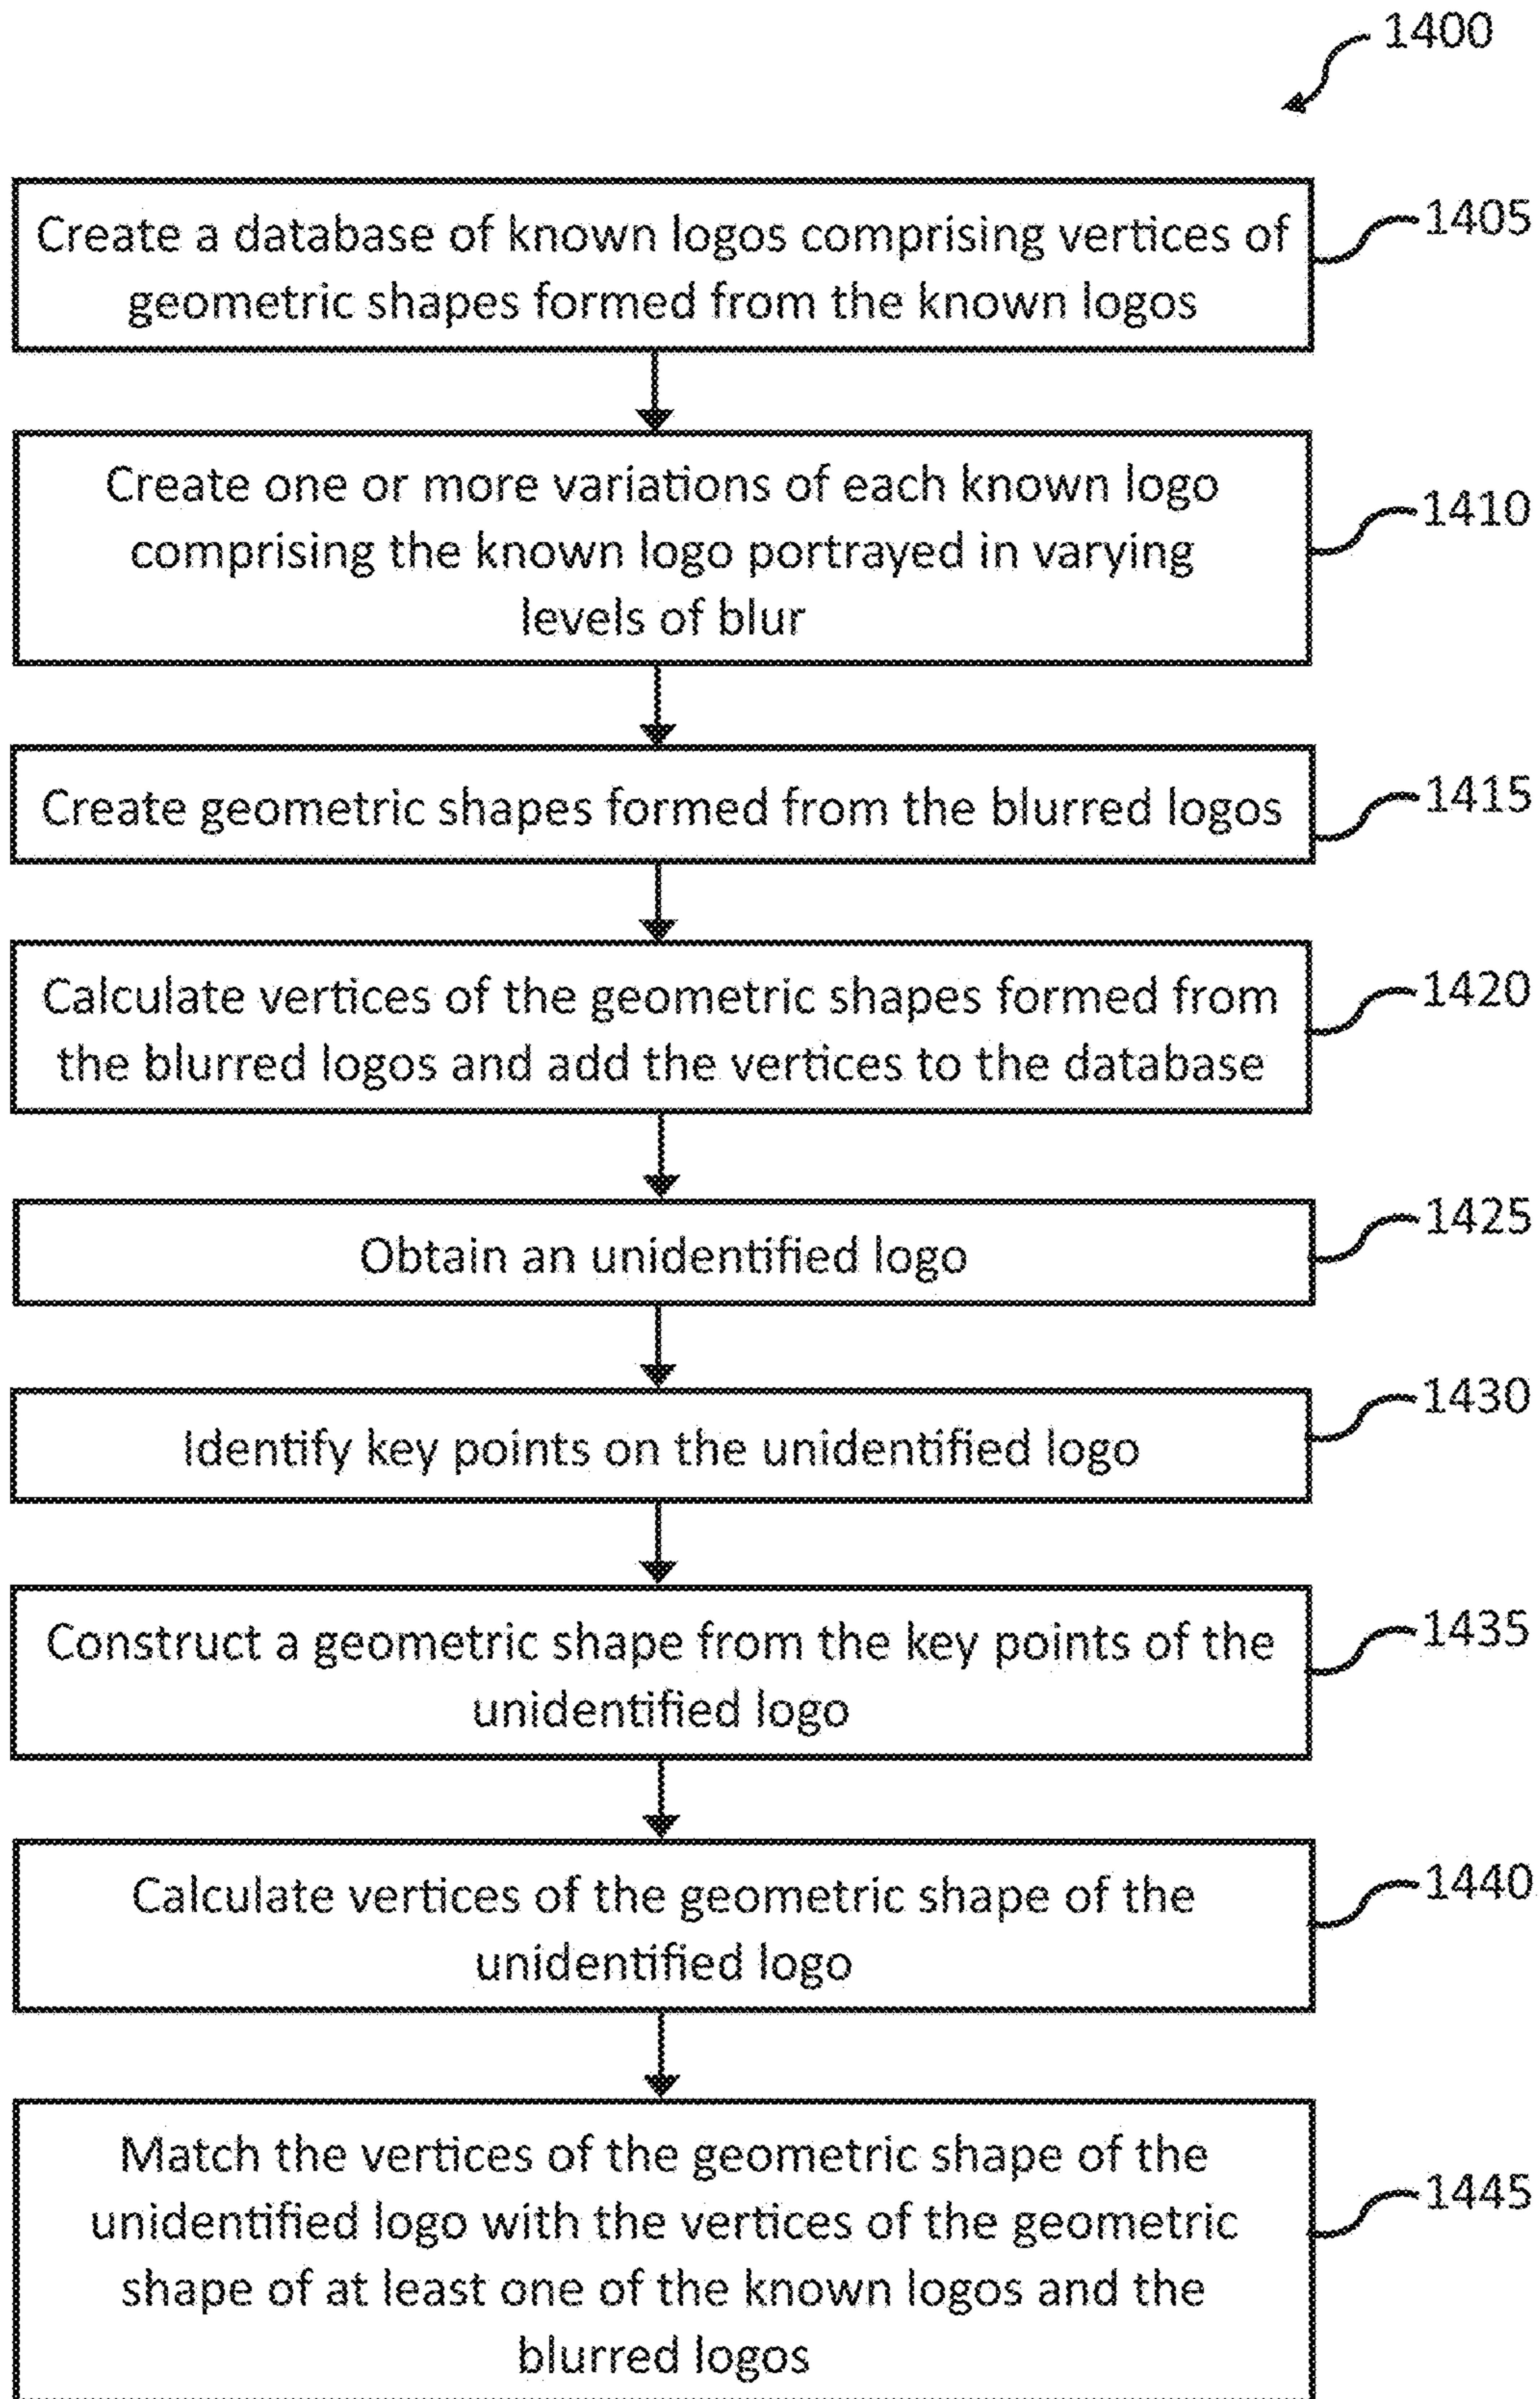 1400
Create a database of known logos comprising vertices of
geometric shapes formed from the known logos
1405
Create one or more variations of each known logo
comprising the known logo portrayed in varying
levels of blur
1410
Create geometric shapes formed from the blurred logos
1415
Calculate vertices of the geometric shapes formed from
the blurred logos and add the vertices to the database
1420
Obtain an unidentified logo
1425
Identify key points on the unidentified logo
1430
Construct a geometric shape from the key points of the
unidentified logo
1435
Calculate vertices of the geometric shape of the
unidentified logo
1440
Match the vertices of the geometric shape of the
unidentified logo with the vertices of the geometric
shape of at least one of the known logos and the
blurred logos
1445